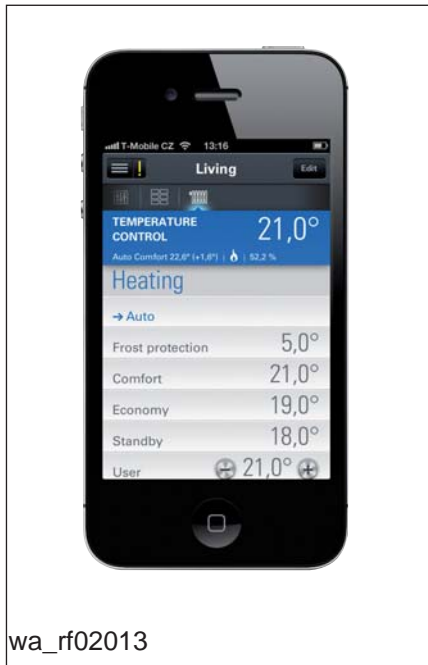 T-Mobile CZ 13:16
Living Edit
TEMPERATURE 21,0°
CONTROL
Auto Comfort 22,6° (+1,6°) | | 52,2 %
Heating
→ Auto
Frost protection 5,0°
Comfort 21,0°
Economy 19,0°
Standby 18,0°
User - 21,0° +
wa_rf02013